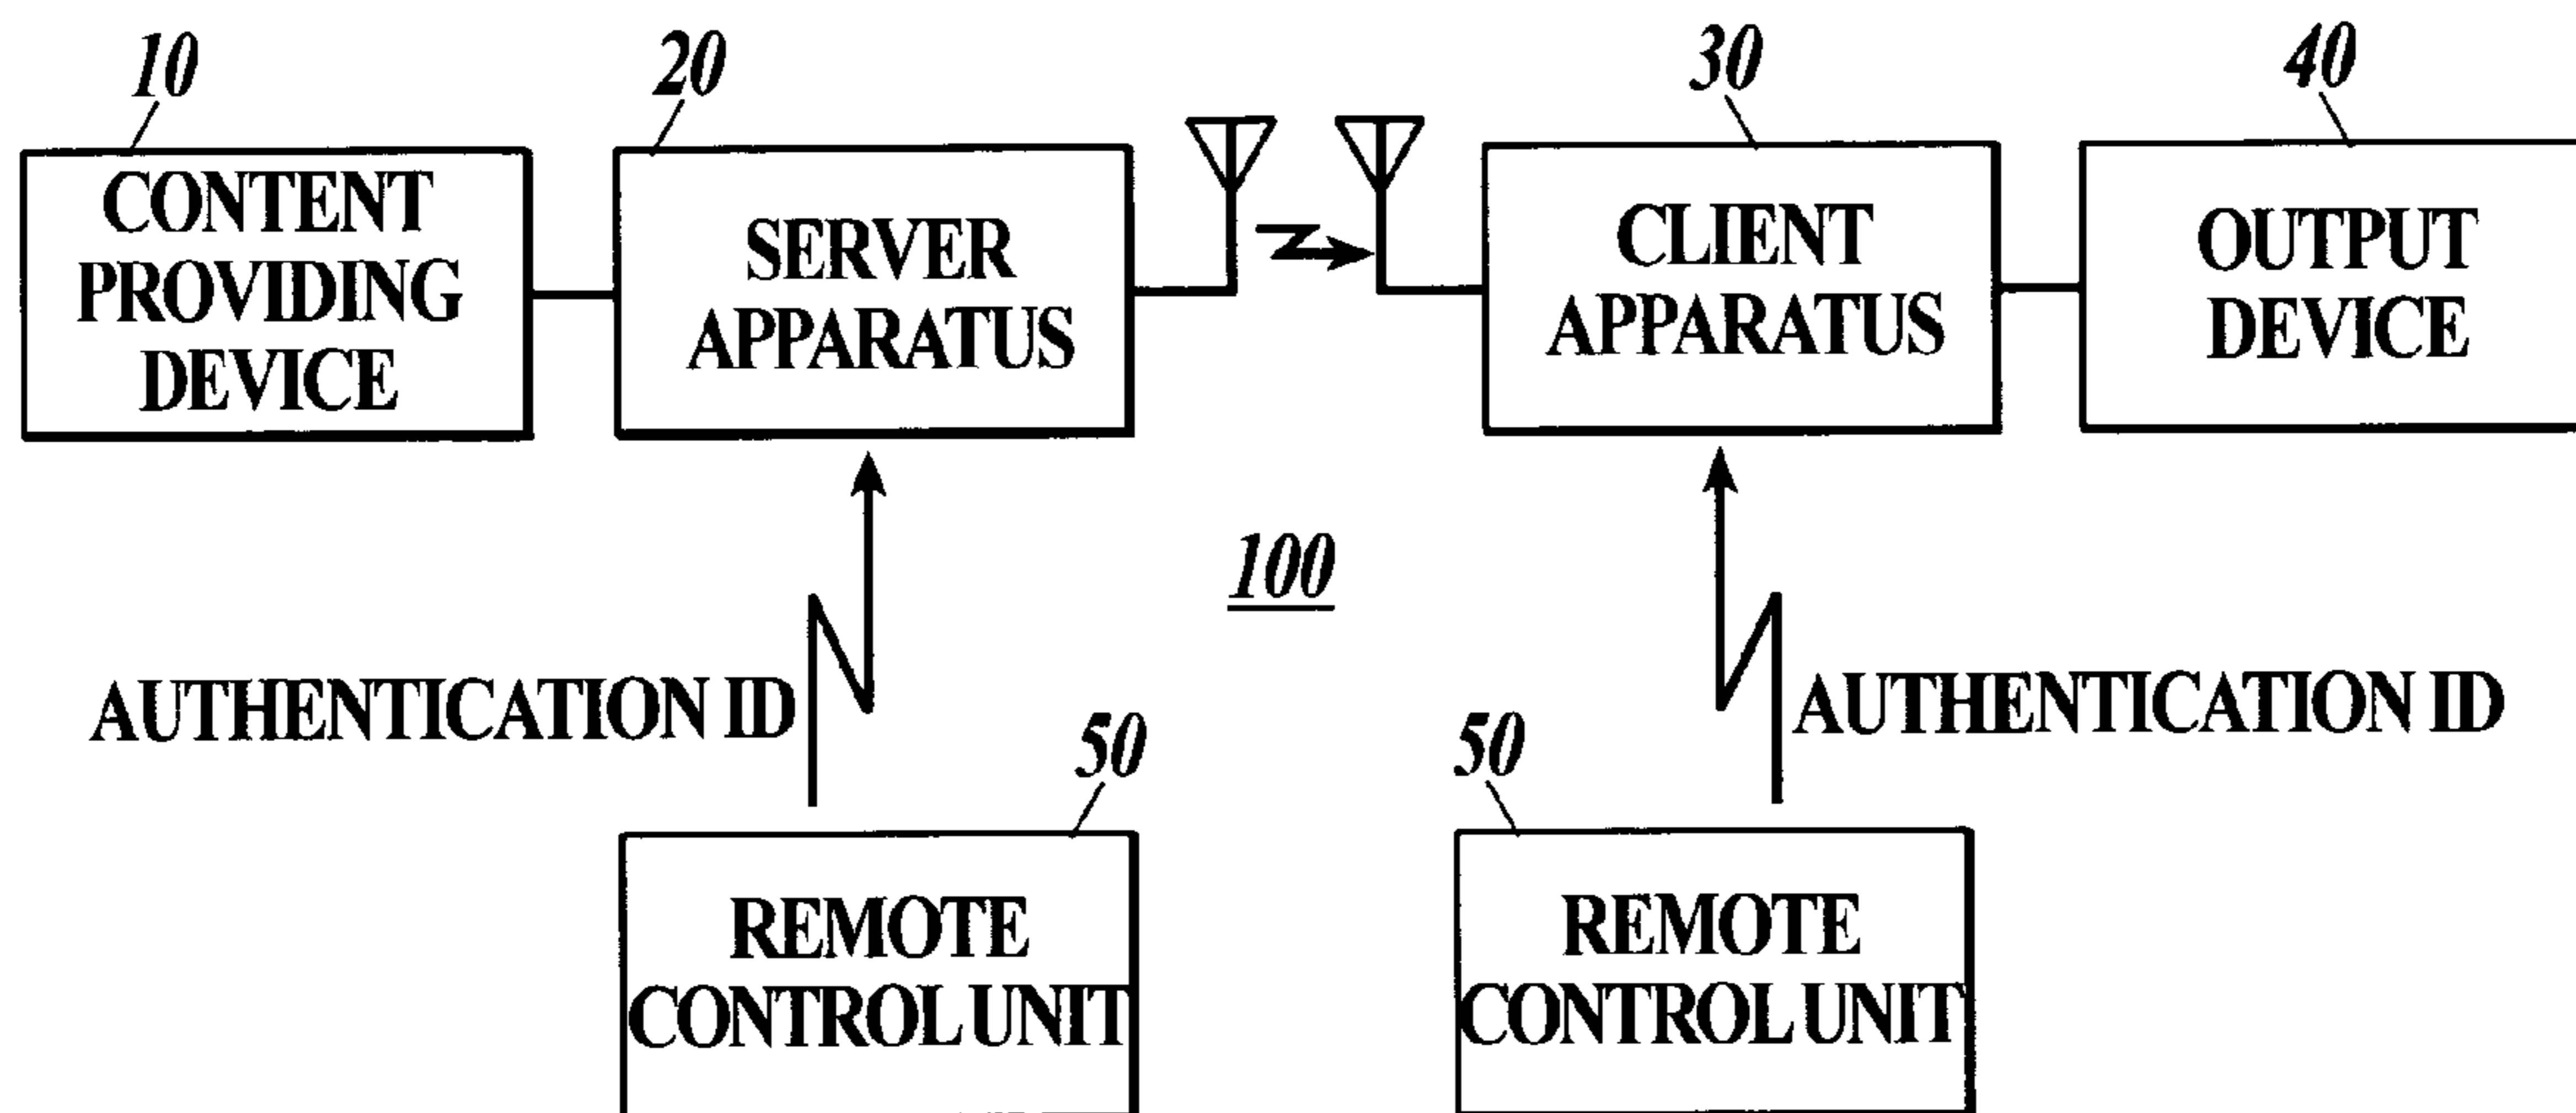 10
20
30
40
CONTENT
PROVIDING
DEVICE
SERVER
APPARATUS
CLIENT
APPARATUS
OUTPUT
DEVICE
100
AUTHENTICATION ID
AUTHENTICATION ID
50
50
REMOTE
CONTROL UNIT
REMOTE
CONTROL UNIT